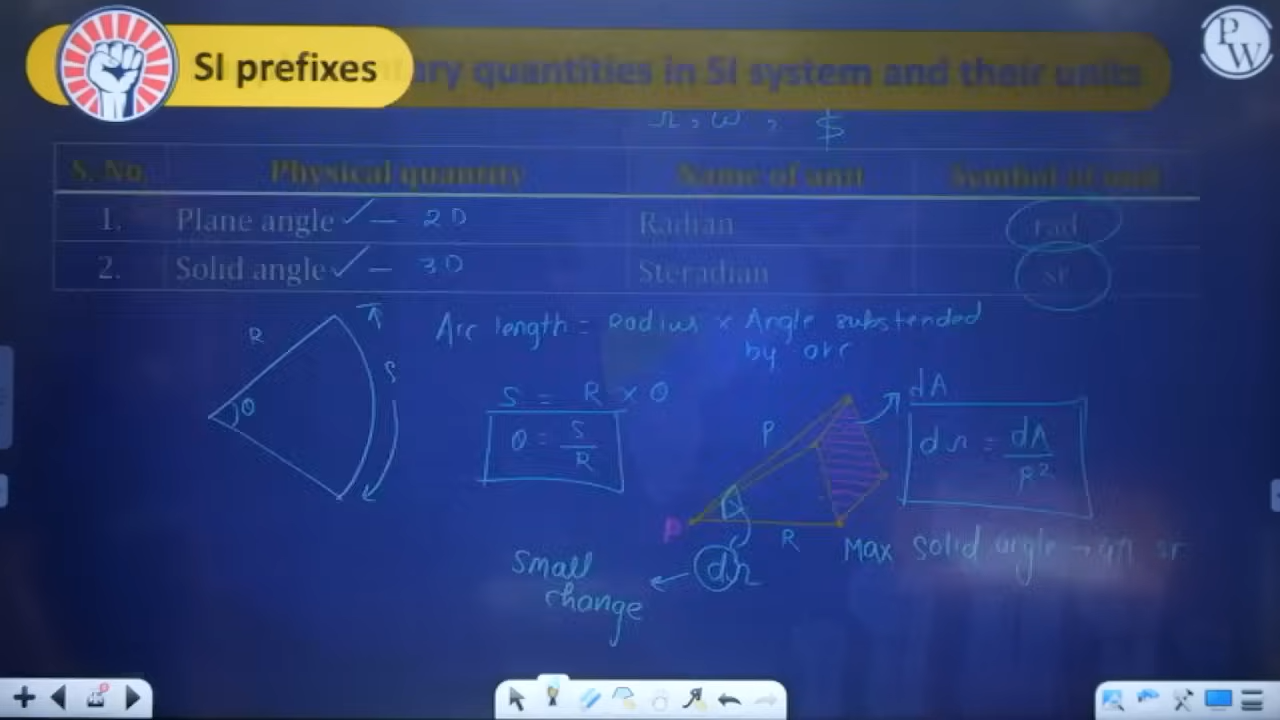 SI prefixes
ary quantities in SI system and their units
PW
Ω, ω, $
S. No. Physical quantity Name of unit Symbol of unit
1. Plane angle ✓ – 2D Radian rad
2. Solid angle ✓ – 3D Steradian sr
R
θ
S
Arc length = Radius × Angle substended
by arc
S = R × θ
θ = S/R
P
dA
dΩ = dA/R²
P
R
Max Solid angle → 4π sr
dΩ
Small
change